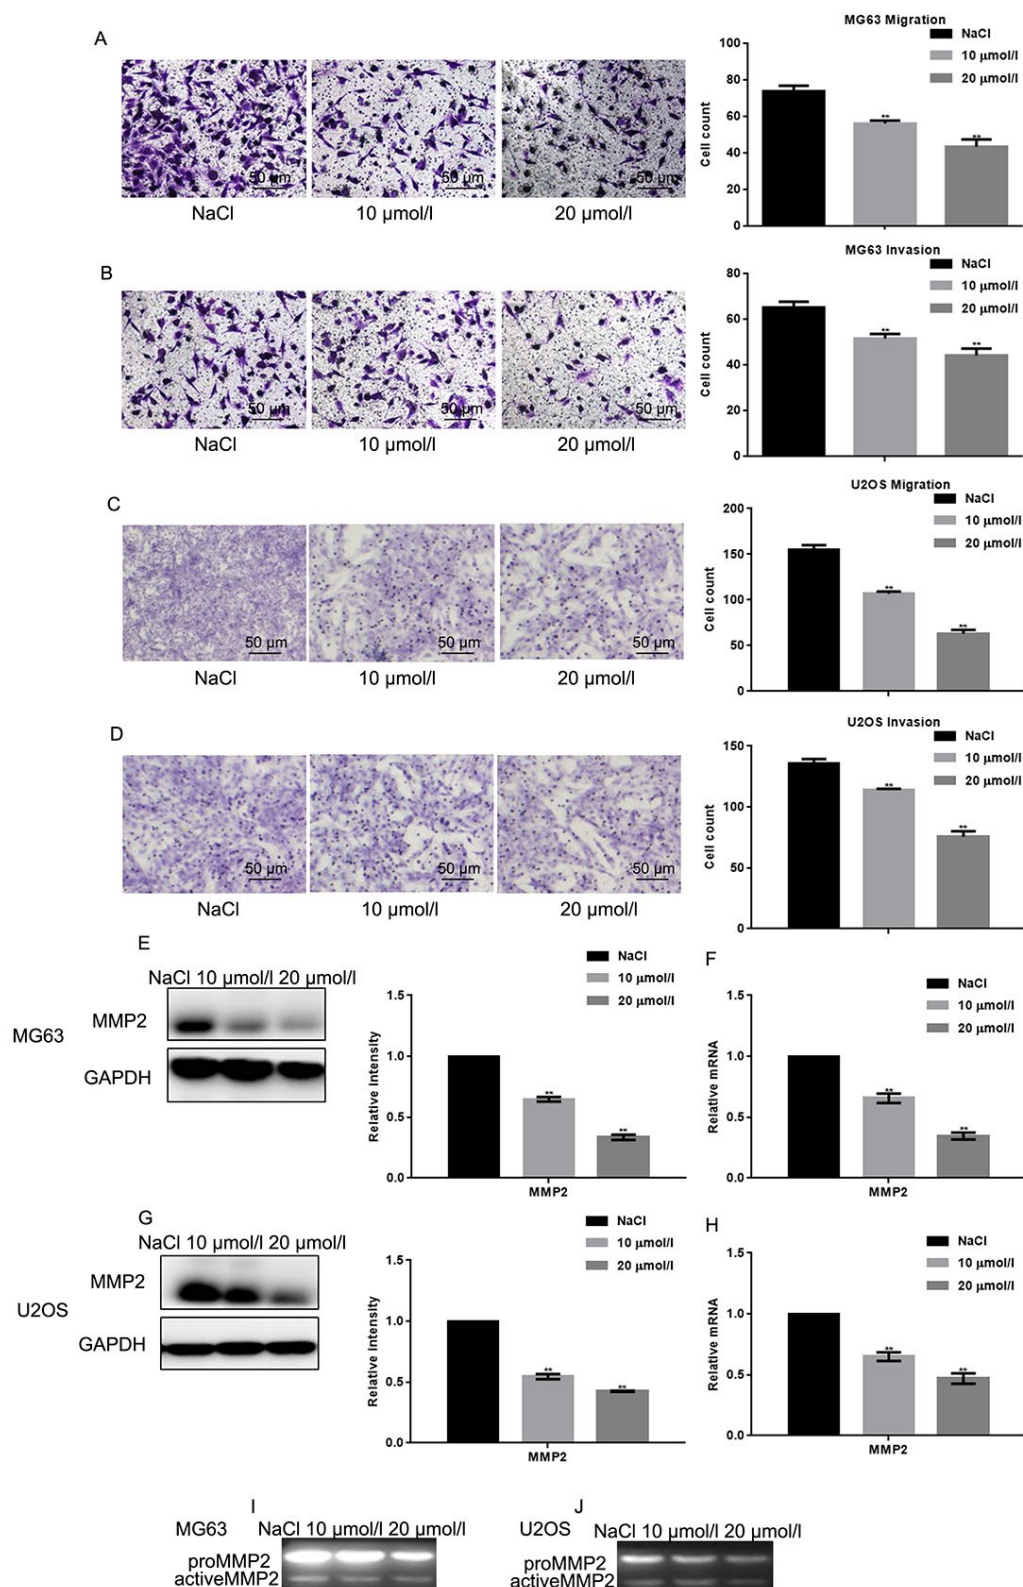 A
50 µm
50 µm
50 µm
NaCl
10 µmol/l
20 µmol/l
MG63 Migration
NaCl
10 µmol/l
20 µmol/l
Cell count
100
80
60
40
20
0
**
**
B
50 µm
50 µm
50 µm
NaCl
10 µmol/l
20 µmol/l
MG63 Invasion
NaCl
10 µmol/l
20 µmol/l
Cell count
80
60
40
20
0
**
**
C
50 µm
50 µm
50 µm
NaCl
10 µmol/l
20 µmol/l
U2OS Migration
NaCl
10 µmol/l
20 µmol/l
Cell count
200
150
100
50
0
**
**
D
50 µm
50 µm
50 µm
NaCl
10 µmol/l
20 µmol/l
U2OS Invasion
NaCl
10 µmol/l
20 µmol/l
Cell count
150
100
50
0
**
**
E
MG63
NaCl 10 µmol/l 20 µmol/l
MMP2
GAPDH
NaCl
10 µmol/l
20 µmol/l
Relative Intensity
1.5
1.0
0.5
0.0
**
**
MMP2
F
NaCl
10 µmol/l
20 µmol/l
Relative mRNA
1.5
1.0
0.5
0.0
**
**
MMP2
G
U2OS
NaCl 10 µmol/l 20 µmol/l
MMP2
GAPDH
NaCl
10 µmol/l
20 µmol/l
Relative Intensity
1.5
1.0
0.5
0.0
**
**
MMP2
H
NaCl
10 µmol/l
20 µmol/l
Relative mRNA
1.5
1.0
0.5
0.0
**
**
MMP2
I
MG63
NaCl 10 µmol/l 20 µmol/l
proMMP2
activeMMP2
J
U2OS
NaCl 10 µmol/l 20 µmol/l
proMMP2
activeMMP2